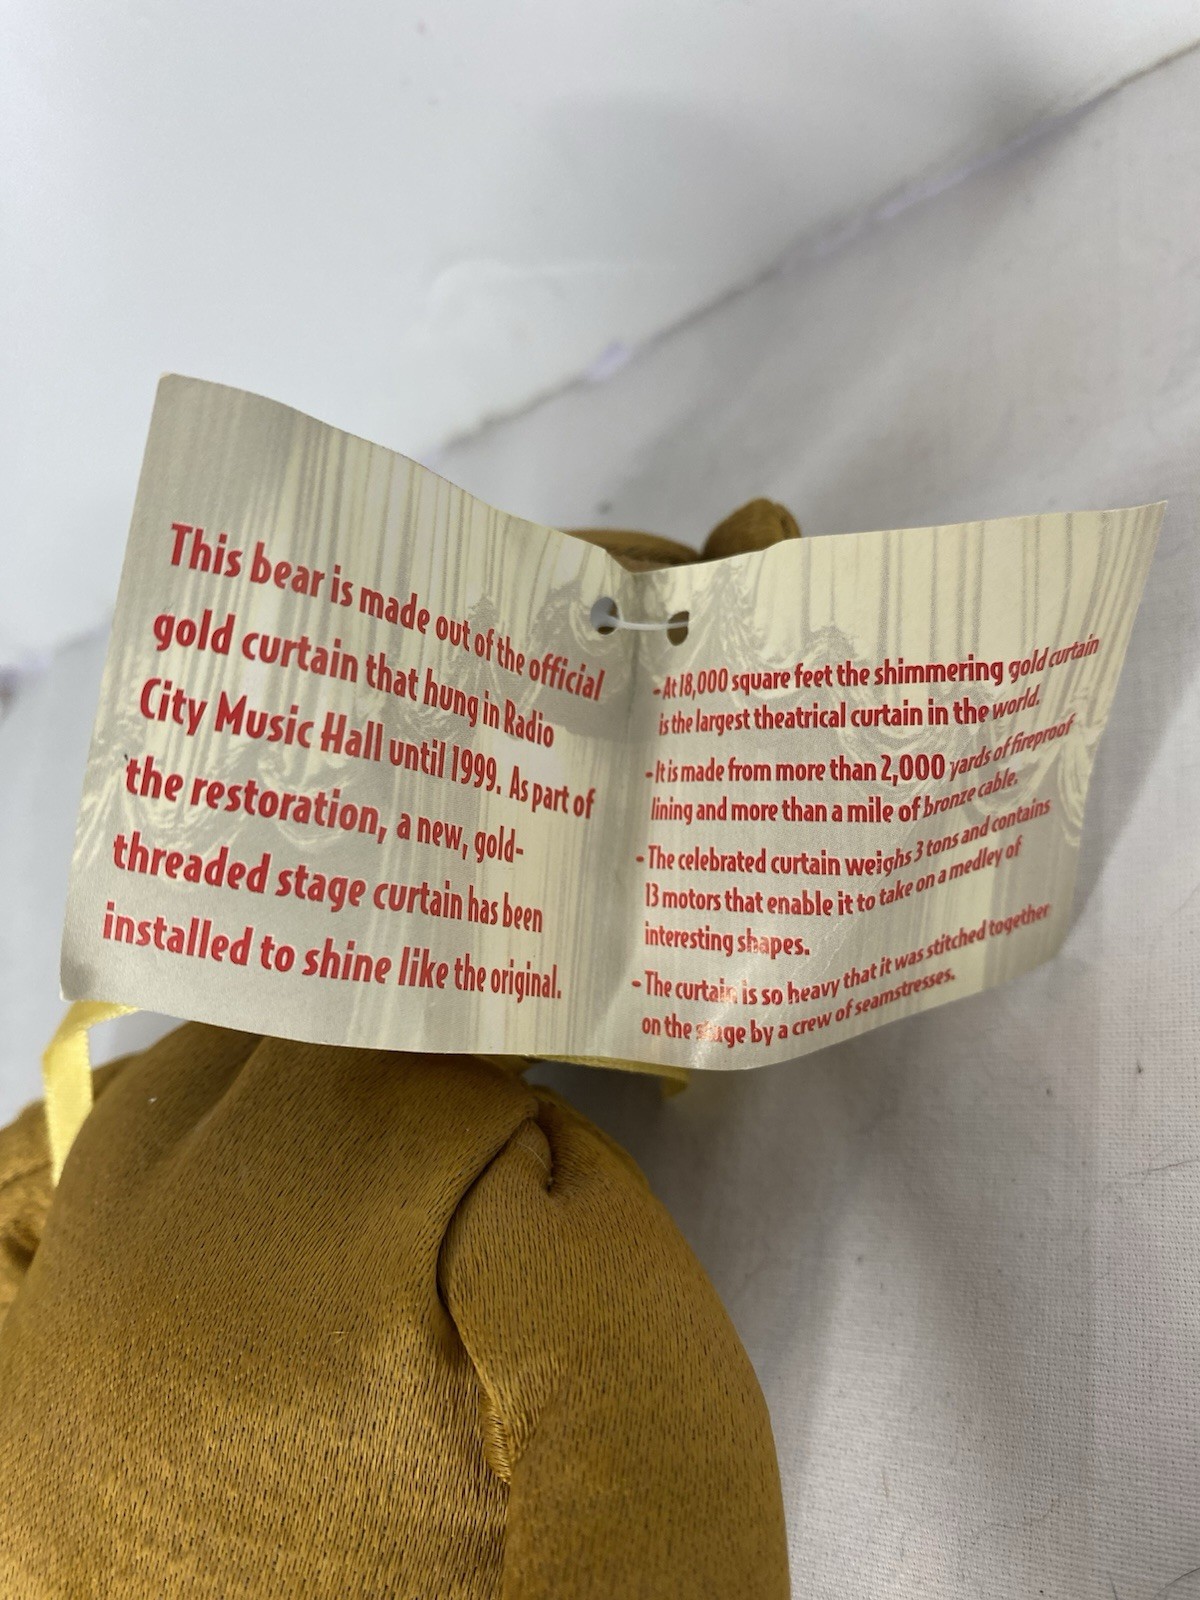 This bear is made out of the official
gold curtain that hung in Radio
City Music Hall until 1999. As part of
the restoration, a new, gold-
threaded stage curtain has been
installed to shine like the original.
-At 18,000 square feet the shimmering gold curtain
is the largest theatrical curtain in the world.
-It is made from more than 2,000 yards of fireproof
lining and more than a mile of bronze cable.
-The celebrated curtain weighs 3 tons and contains
13 motors that enable it to take on a medley of
interesting shapes.
-The curtain is so heavy that it was stitched together
on the stage by a crew of seamstresses.